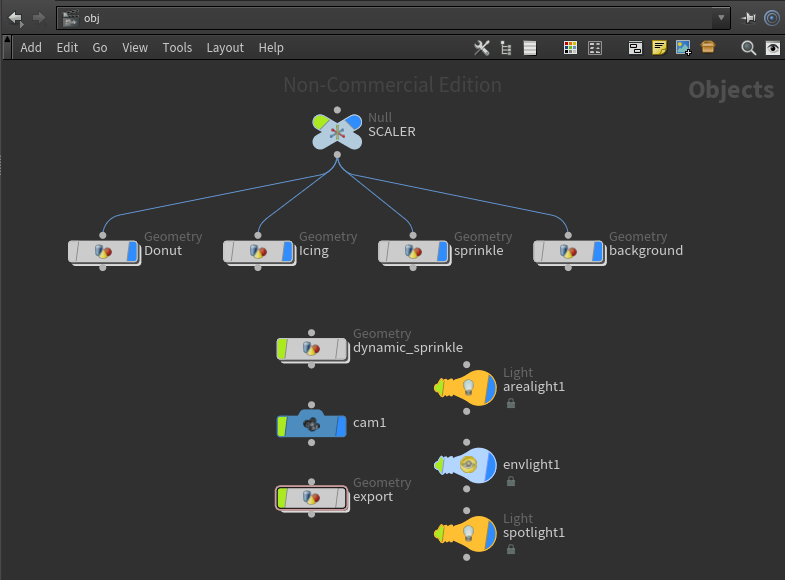 obj
Add Edit Go View Tools Layout Help
Non-Commercial Edition
Objects
Null
SCALER
Geometry
Donut
Geometry
Icing
Geometry
sprinkle
Geometry
background
Geometry
dynamic_sprinkle
Light
arealight1
cam1
envlight1
Geometry
export
Light
spotlight1